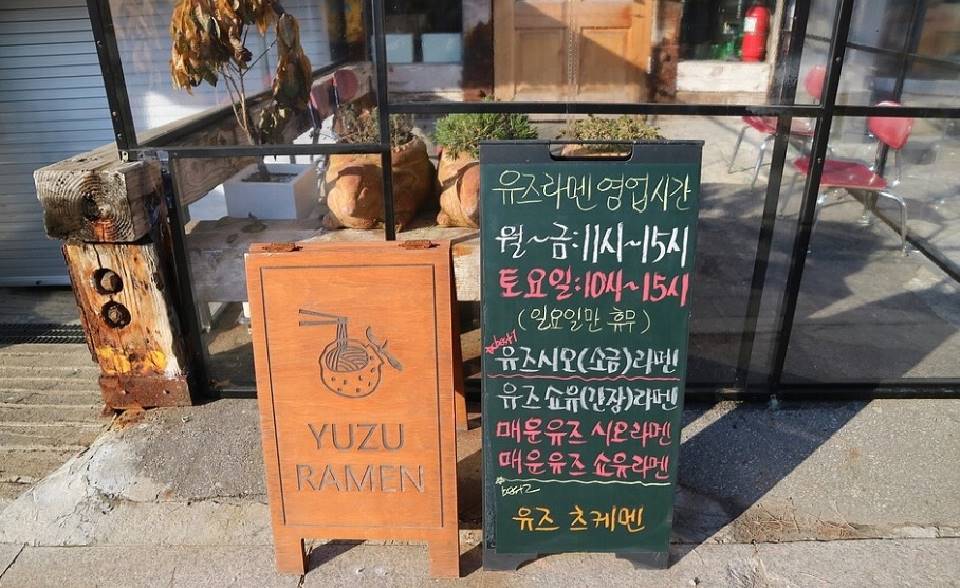 YUZU
RAMEN
유즈라멘 영업시간
월~금:11시~15시
토요일:10시~15시
(일요일만 휴무)
best1
유즈시오(소금)라멘
유즈 쇼유(간장)라멘
매운유즈 시오라멘
매운유즈 쇼유라멘
best2
유즈 츠케멘